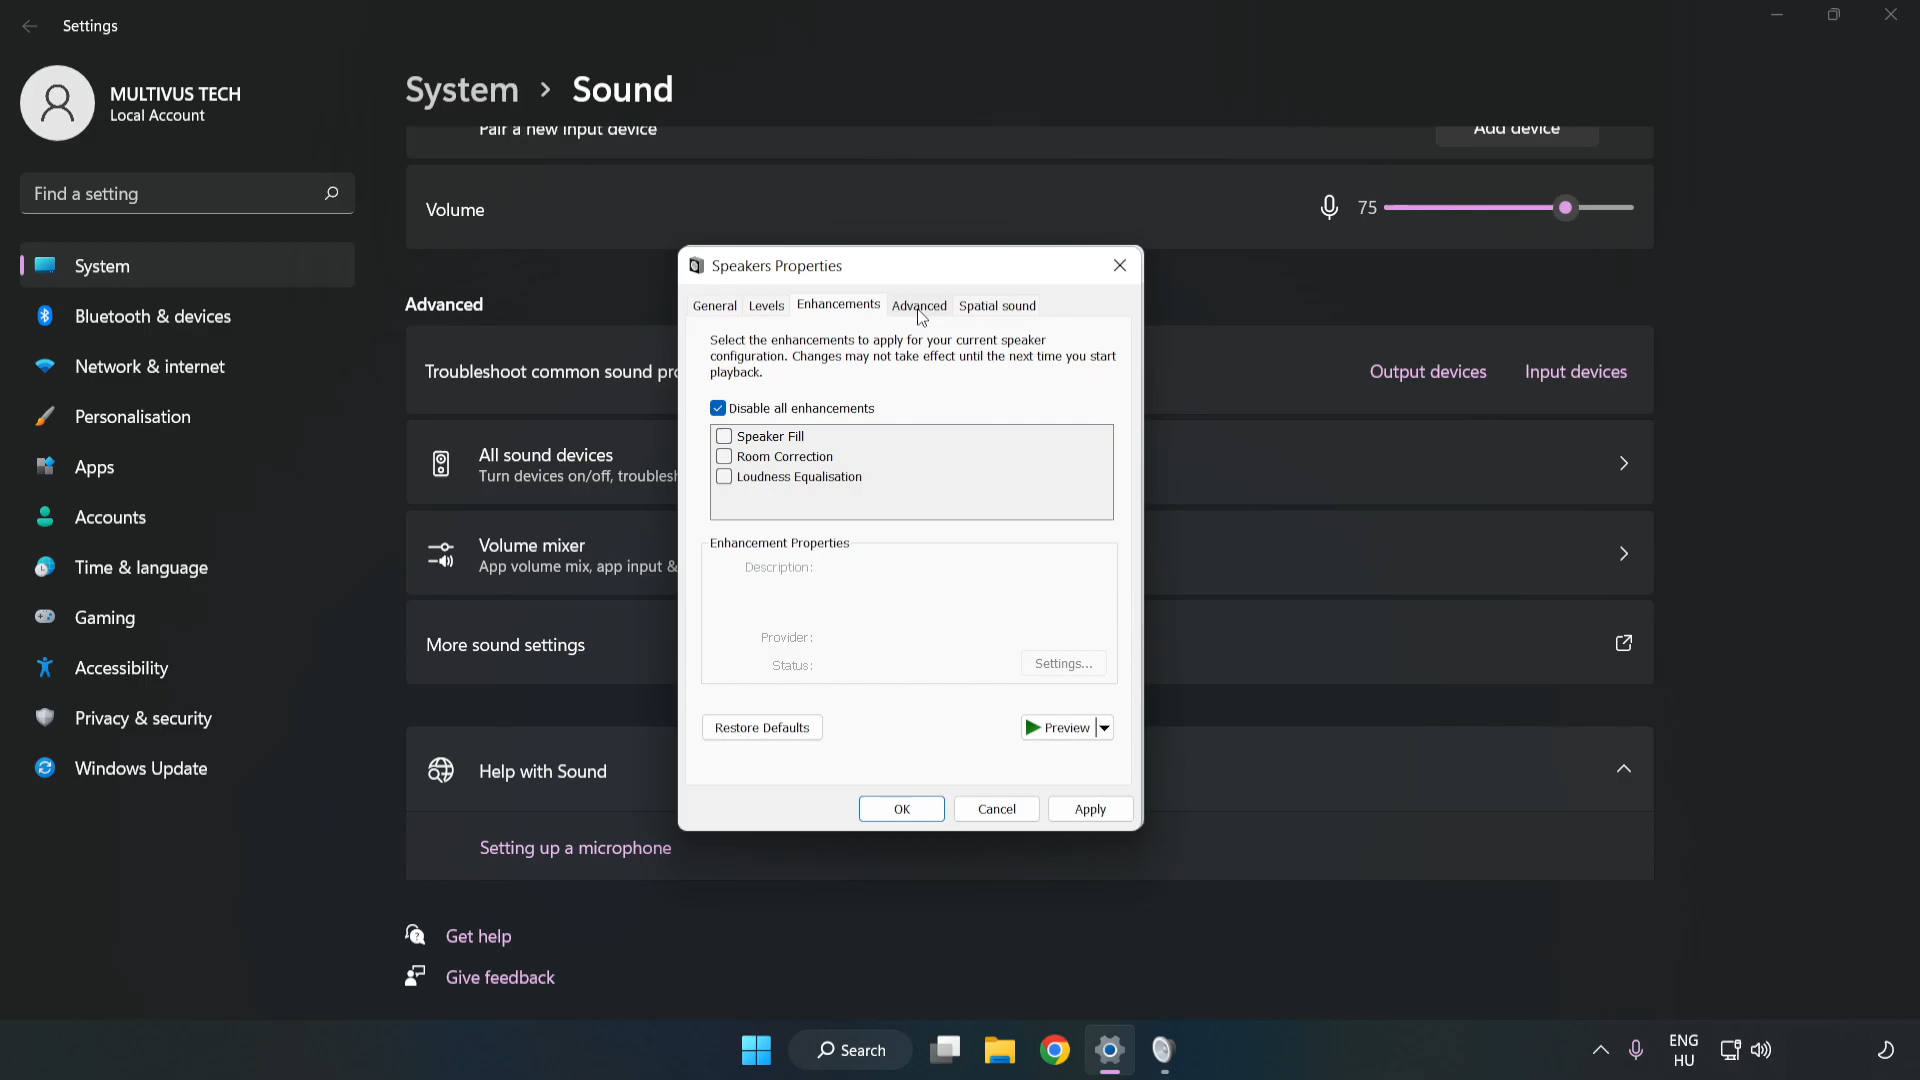 Settings
MULTIVUS TECH
Local Account
Find a setting
System
Bluetooth & devices
Network & internet
Personalisation
Apps
Accounts
Time & language
Gaming
Accessibility
Privacy & security
Windows Update
System > Sound
Pair a new input device
Add device
Volume
75
Advanced
Troubleshoot common sound pro
Output devices
Input devices
All sound devices
Turn devices on/off, troublesh
Volume mixer
App volume mix, app input &
More sound settings
Help with Sound
Setting up a microphone
Get help
Give feedback
Speakers Properties
General
Levels
Enhancements
Advanced
Spatial sound
Select the enhancements to apply for your current speaker
configuration. Changes may not take effect until the next time you start
playback.
Disable all enhancements
Speaker Fill
Room Correction
Loudness Equalisation
Enhancement Properties
Description:
Provider:
Status:
Settings...
Restore Defaults
Preview
OK
Cancel
Apply
Search
ENG
HU